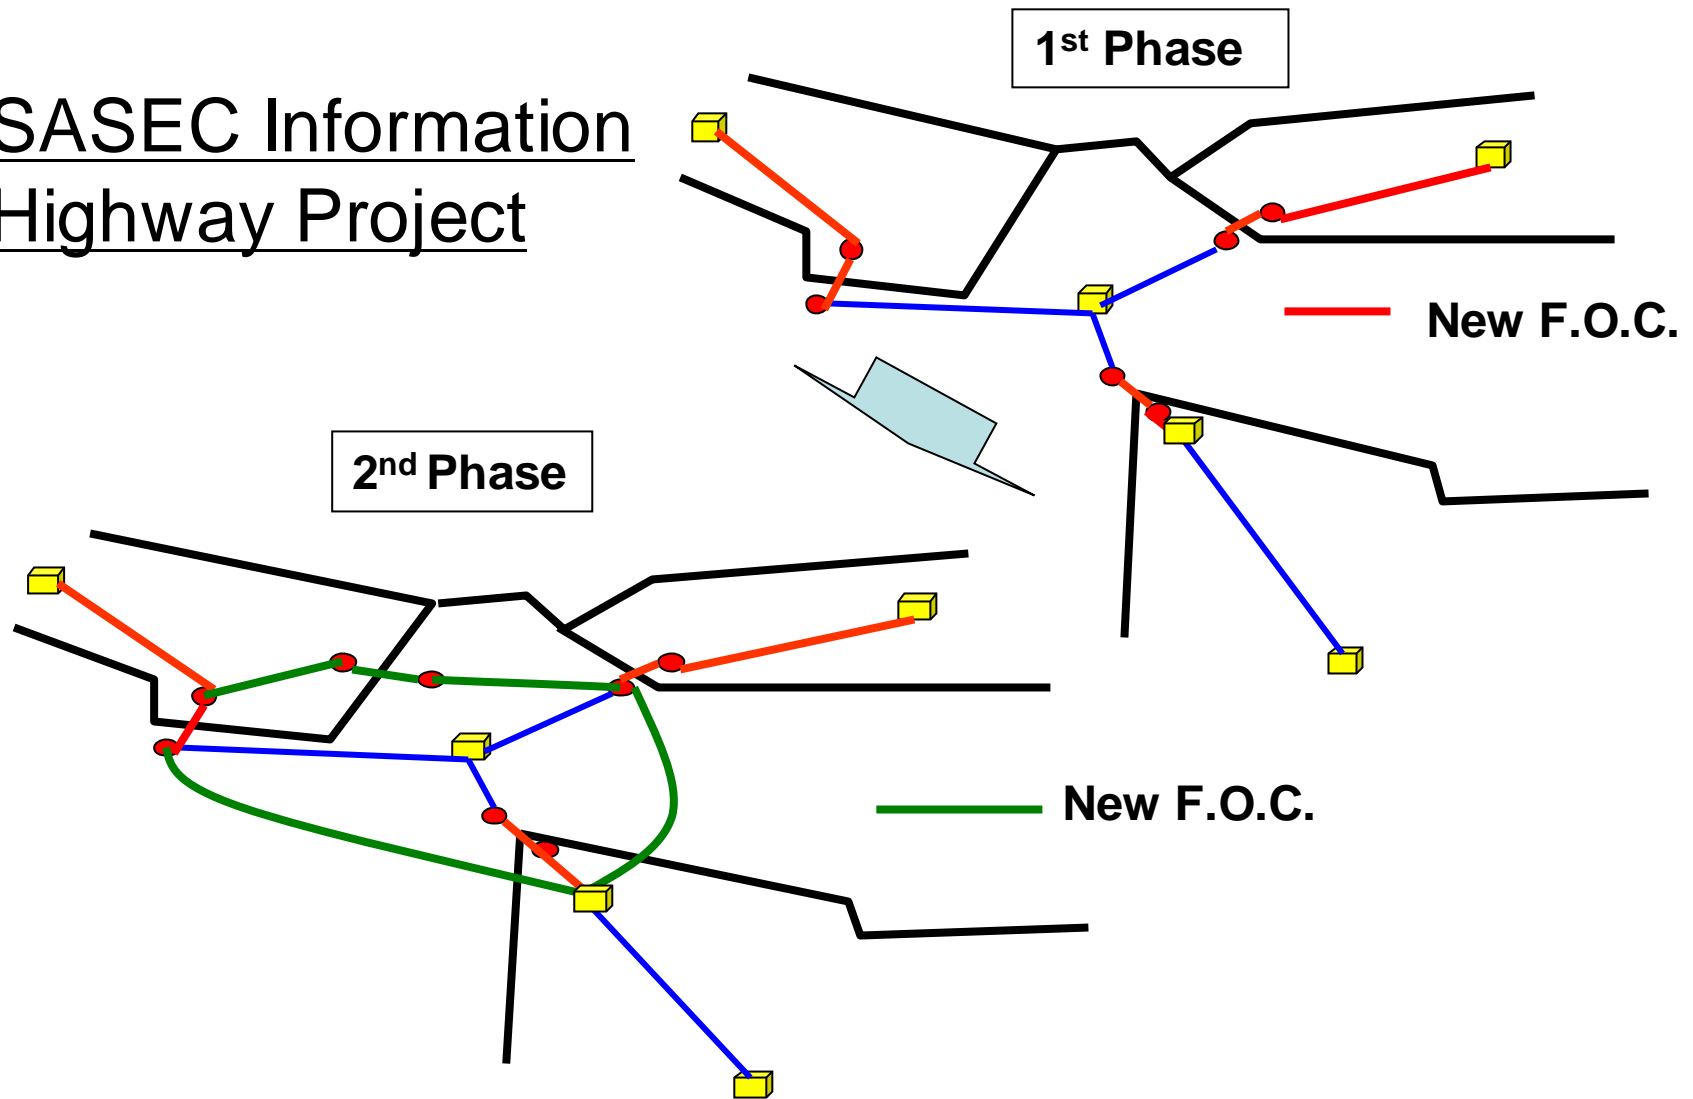 SASEC Information
Highway Project
1st Phase
New F.O.C.
2nd Phase
New F.O.C.